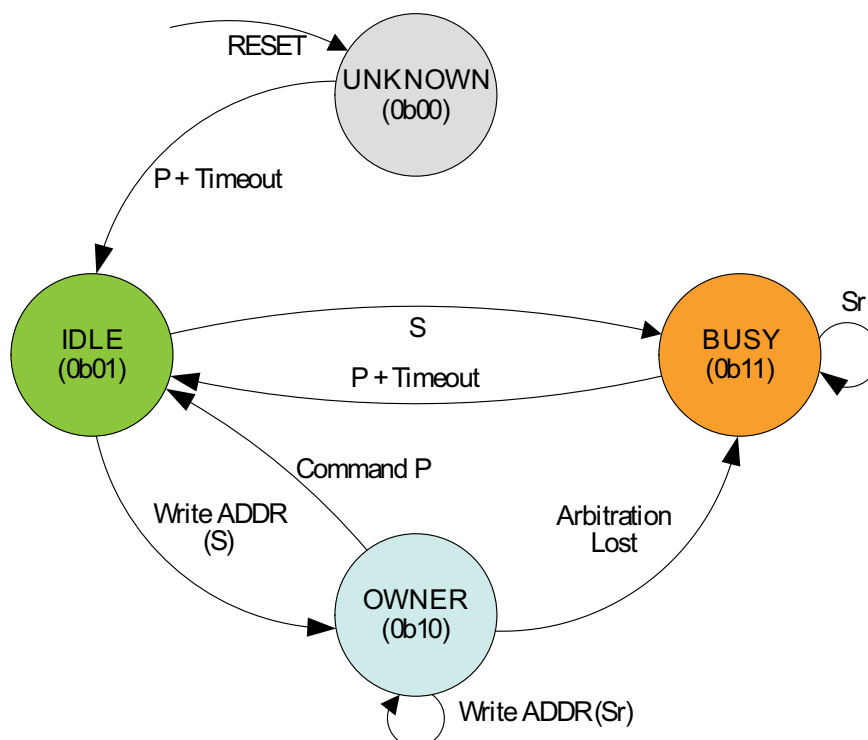 RESET
UNKNOWN
(0b00)
P + Timeout
IDLE
(0b01)
S
BUSY
(0b11)
Sr
P + Timeout
Command P
Write ADDR
(S)
Arbitration
Lost
OWNER
(0b10)
Write ADDR(Sr)